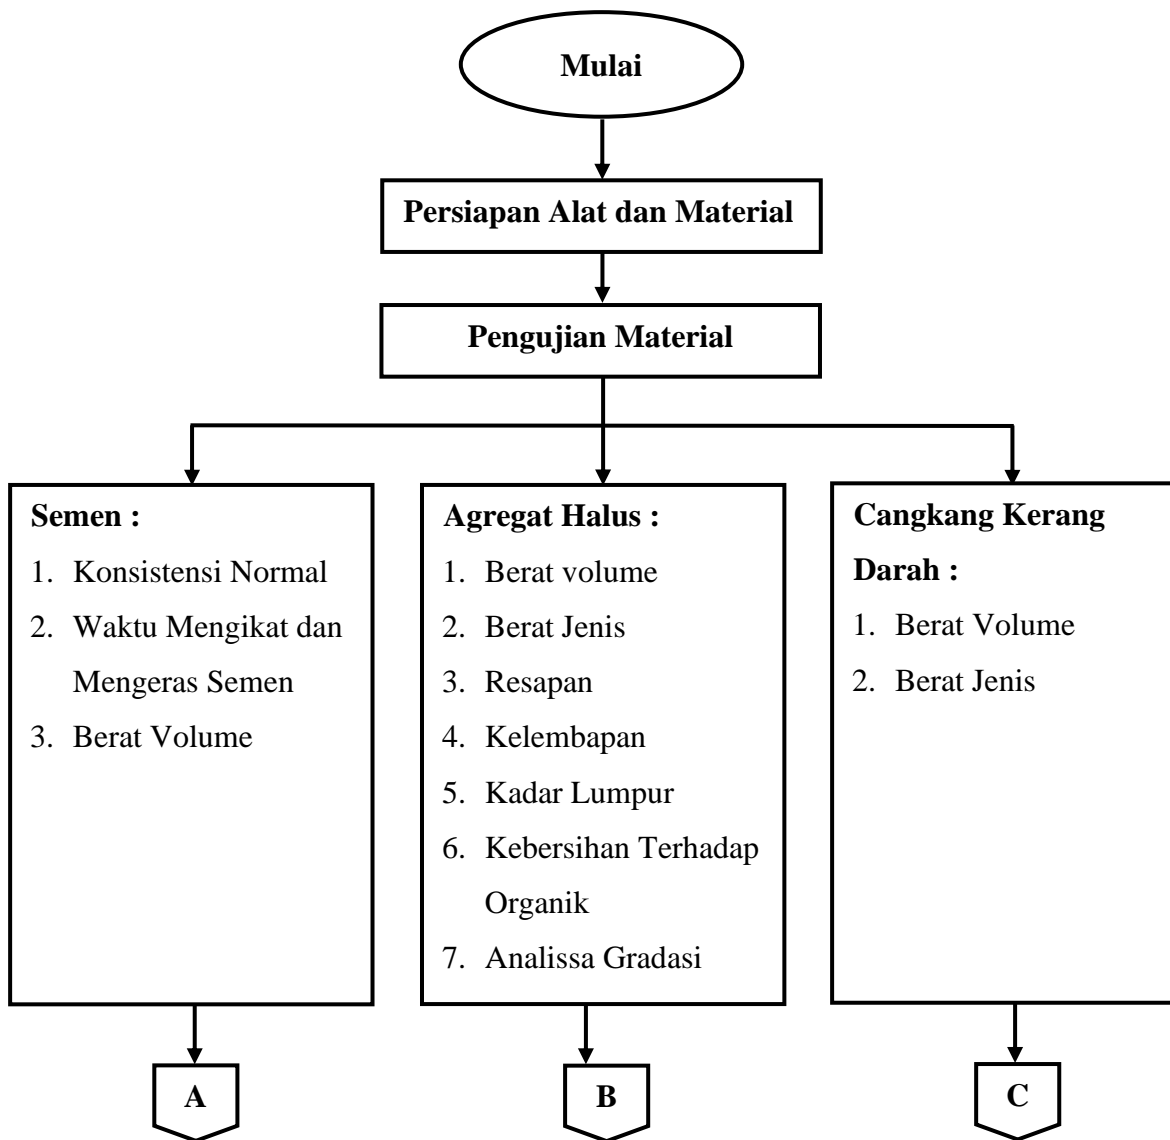 Mulai
Persiapan Alat dan Material
Pengujian Material
Semen :
1. Konsistensi Normal
2. Waktu Mengikat dan
Mengeras Semen
3. Berat Volume
Agregat Halus :
1. Berat volume
2. Berat Jenis
3. Resapan
4. Kelembapan
5. Kadar Lumpur
6. Kebersihan Terhadap
Organik
7. Analissa Gradasi
Cangkang Kerang
Darah :
1. Berat Volume
2. Berat Jenis
A
B
C